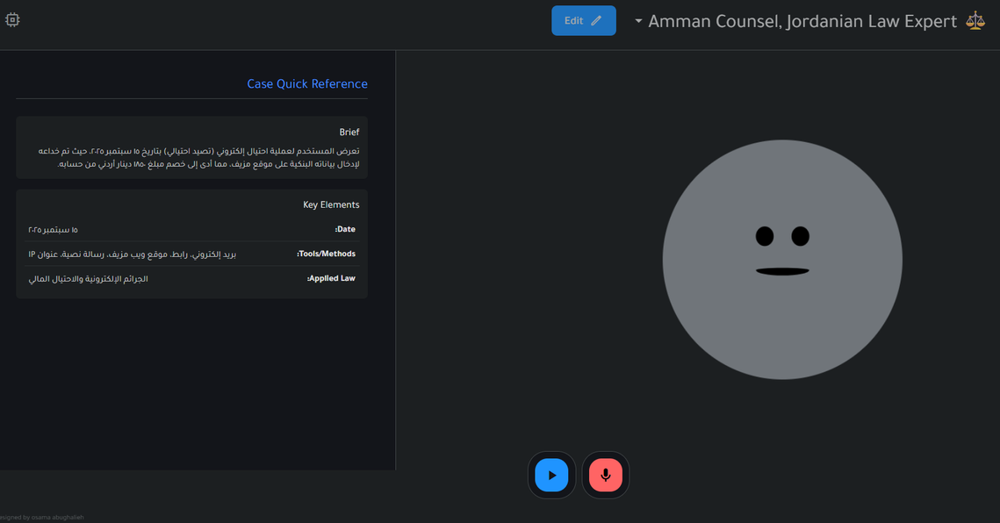 Amman Counsel, Jordanian Law Expert
Edit
Case Quick Reference
Brief
تعرض المستخدم لعملية احتيال إلكتروني (تصيد احتيالي) بتاريخ ١٥ سبتمبر ٢٠٢٥، حيث تم خداعه
لإدخال بياناته البنكية على موقع مزيف، مما أدى إلى خصم مبلغ ١٨٥٠ دينار أردني من حسابه.
Key Elements
Date:
١٥ سبتمبر ٢٠٢٥
Tools/Methods:
بريد إلكتروني، رابط، موقع ويب مزيف، رسالة نصية، عنوان IP
Applied Law:
الجرائم الإلكترونية والاحتيال المالي
esigned by osama abughalieh